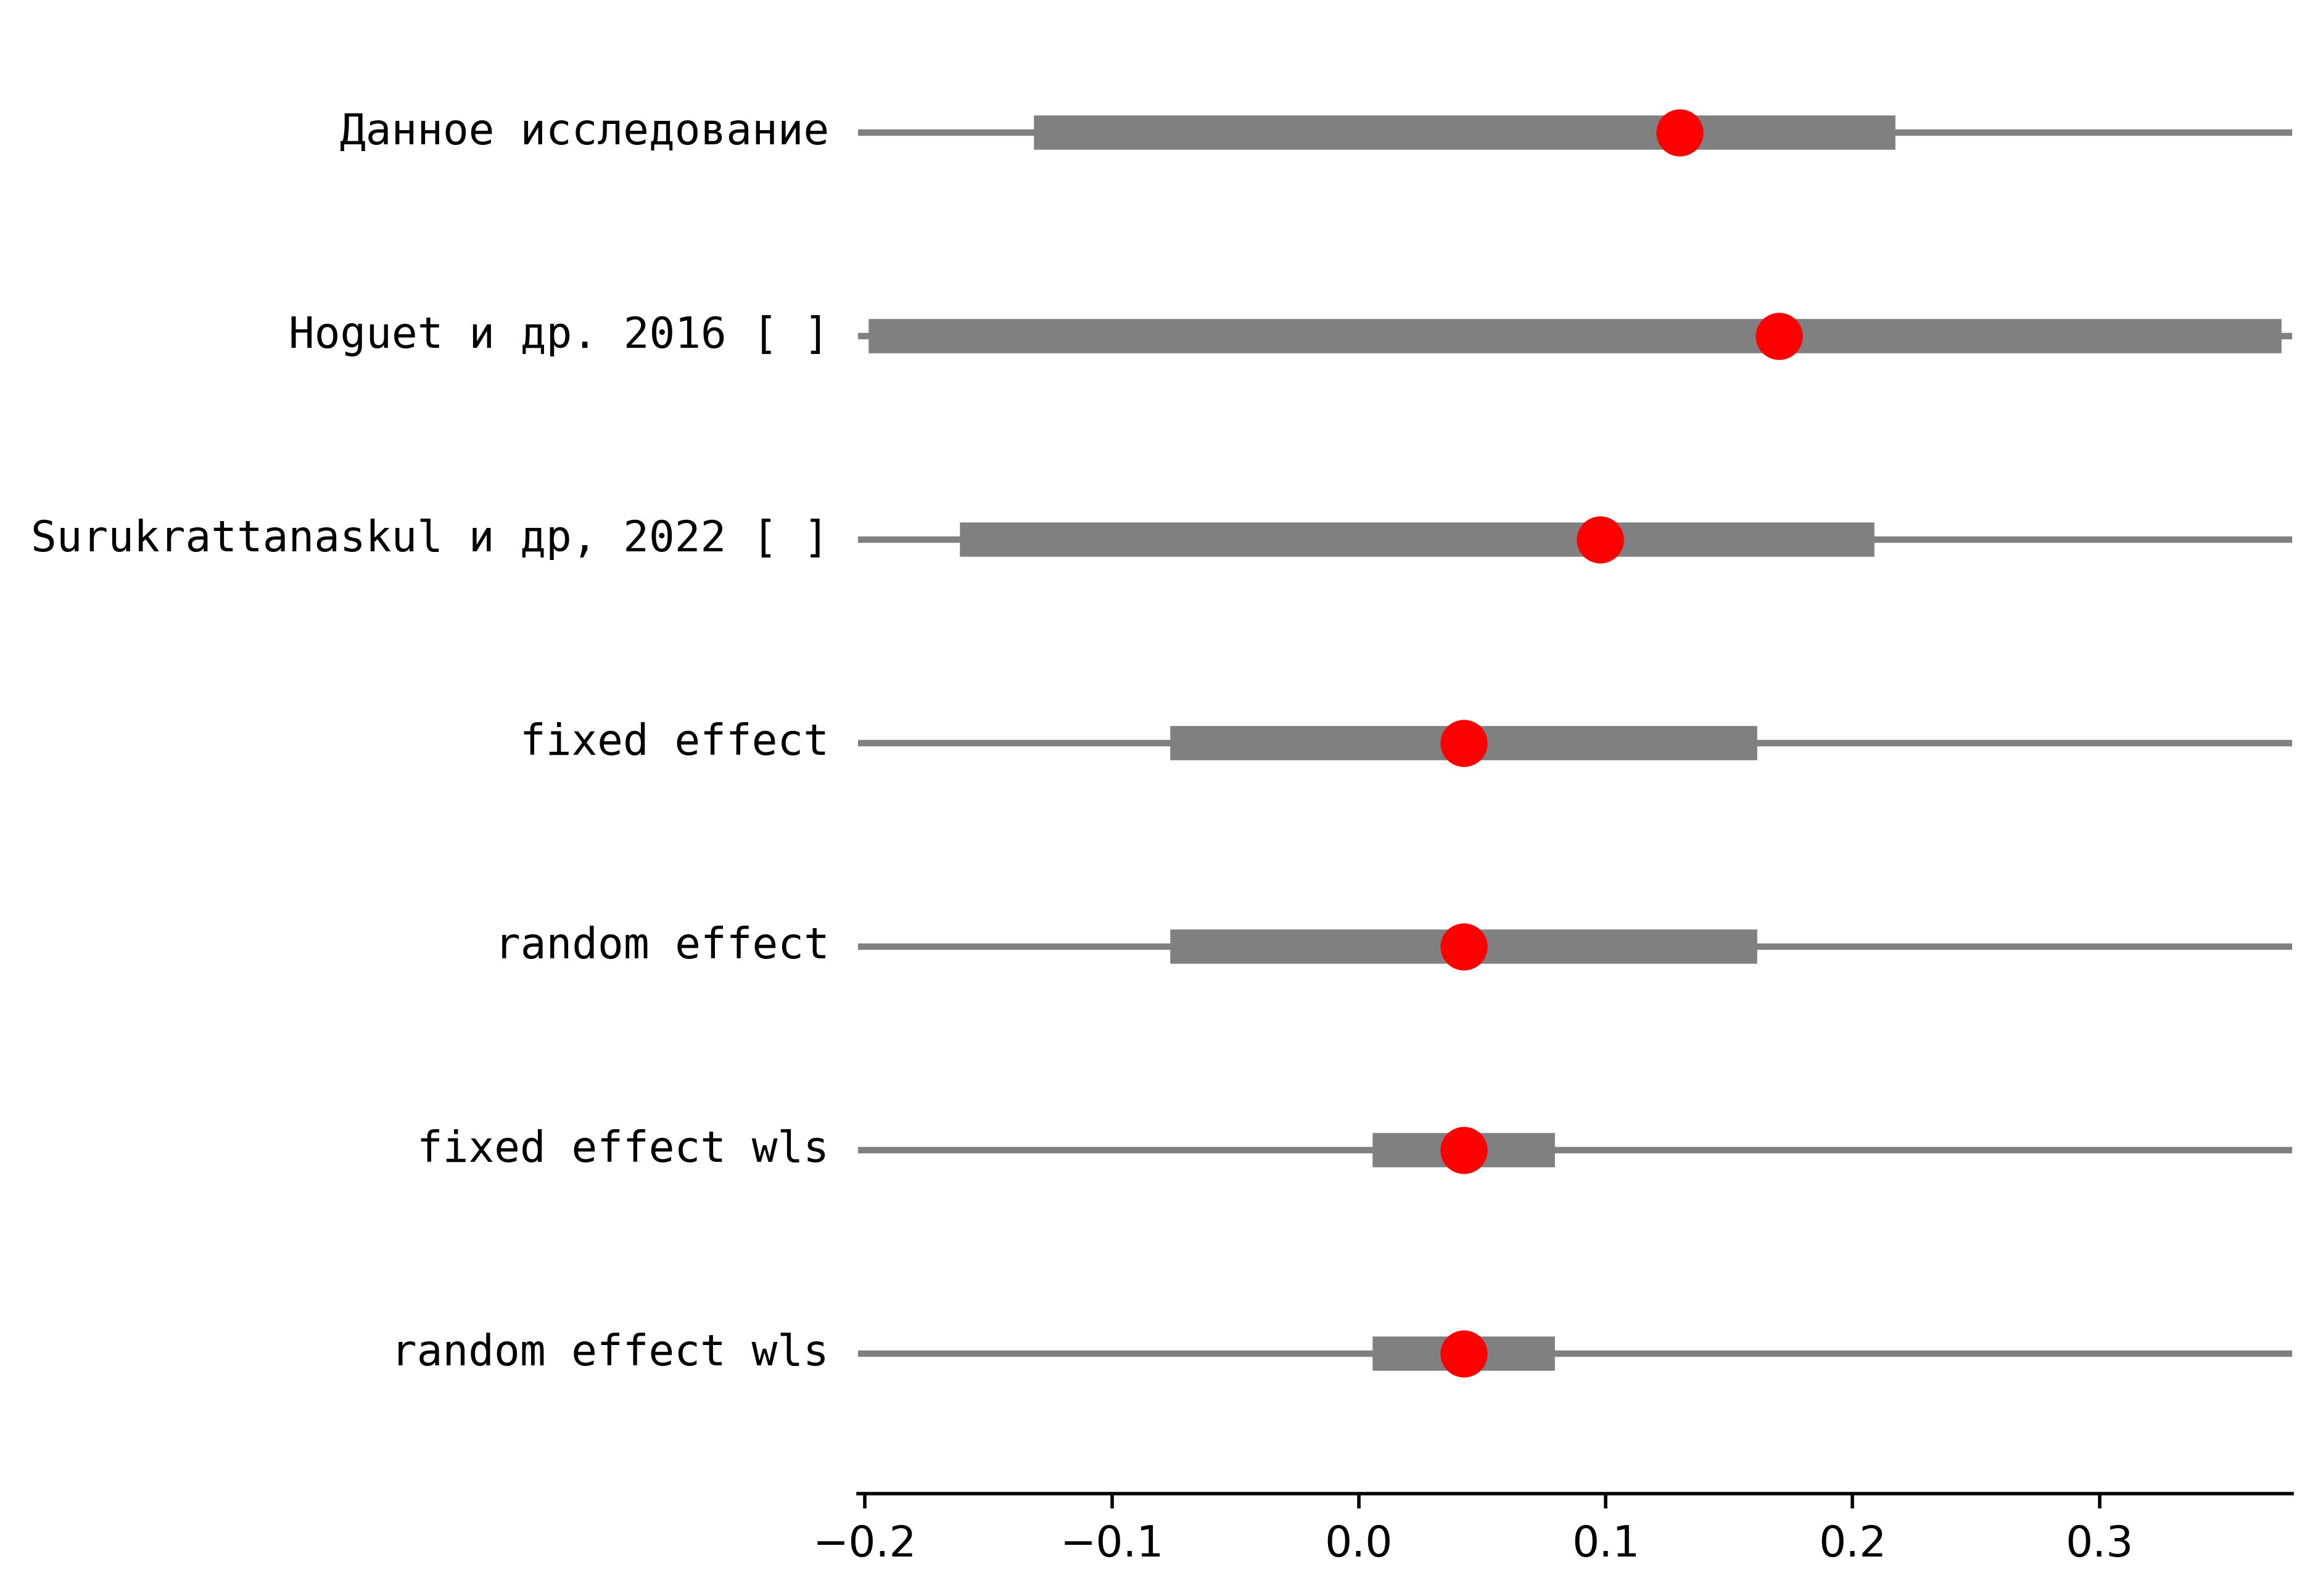 Данное исследование
Hoguet и др. 2016 [ ]
Surukrattanaskul и др, 2022 [ ]
fixed effect
random effect
fixed effect wls
random effect wls
−0.2 −0.1 0.0 0.1 0.2 0.3